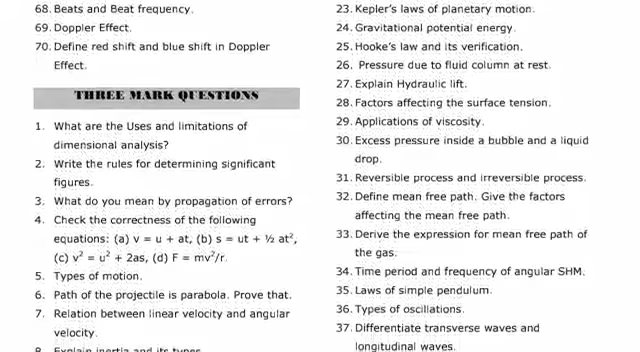 68. Beats and Beat frequency.
69. Doppler Effect.
70. Define red shift and blue shift in Doppler
Effect.
THREE MARK QUESTIONS
1. What are the Uses and limitations of
dimensional analysis?
2. Write the rules for determining significant
figures.
3. What do you mean by propagation of errors?
4. Check the correctness of the following
equations: (a) v = u + at, (b) s = ut + ½ at²,
(c) v² = u² + 2as, (d) F = mv²/r.
5. Types of motion.
6. Path of the projectile is parabola. Prove that.
7. Relation between linear velocity and angular
velocity.
8. Explain inertia and its types
23. Kepler's laws of planetary motion.
24. Gravitational potential energy.
25. Hooke's law and its verification.
26. Pressure due to fluid column at rest.
27. Explain Hydraulic lift.
28. Factors affecting the surface tension.
29. Applications of viscosity.
30. Excess pressure inside a bubble and a liquid
drop.
31. Reversible process and irreversible process.
32. Define mean free path. Give the factors
affecting the mean free path.
33. Derive the expression for mean free path of
the gas.
34. Time period and frequency of angular SHM.
35. Laws of simple pendulum.
36. Types of oscillations.
37. Differentiate transverse waves and
longitudinal waves.